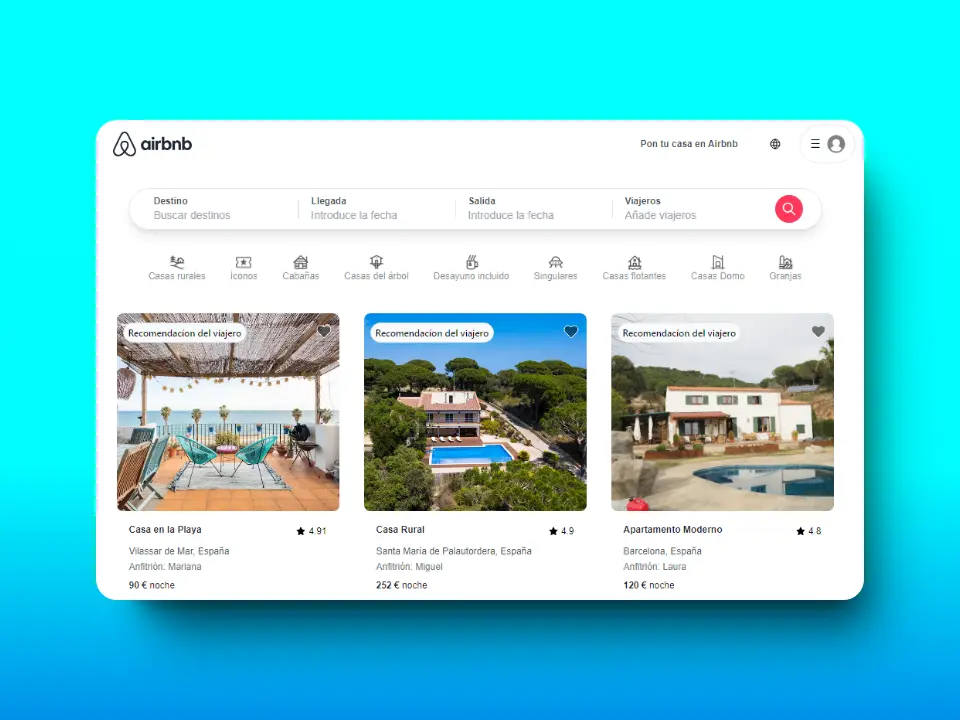 airbnb
Pon tu casa en Airbnb
Destino
Buscar destinos
Llegada
Introduce la fecha
Salida
Introduce la fecha
Viajeros
Añade viajeros
Casas rurales
Iconos
Cabañas
Casas del árbol
Desayuno incluido
Singulares
Casas flotantes
Casas Domo
Granjas
Recomendacion del viajero
Recomendacion del viajero
Recomendacion del viajero
Casa en la Playa
4.91
Vilassar de Mar, España
Anfitrión: Mariana
90 € noche
Casa Rural
4.9
Santa María de Palautordera, España
Anfitrión: Miguel
252 € noche
Apartamento Moderno
4.8
Barcelona, España
Anfitrión: Laura
120 € noche